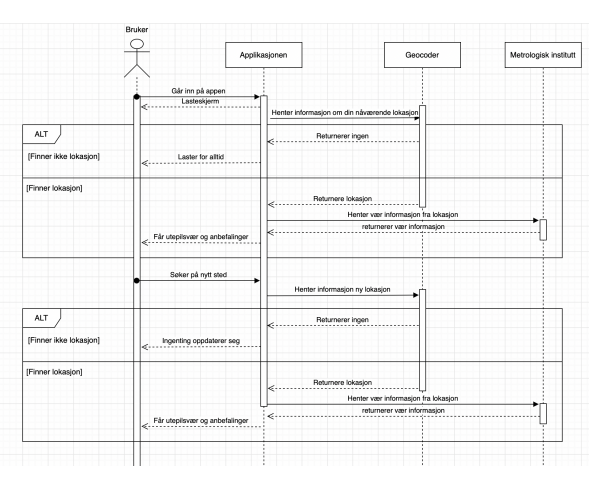 Bruker
Applikasjonen
Geocoder
Metrologisk institutt
Går inn på appen
Lasteskjerm
Henter informasjon om din nåværende lokasjon
ALT
Returnerer ingen
[Finner ikke lokasjon]
Laster for alltid
[Finner lokasjon]
Returnere lokasjon
Henter vær informasjon fra lokasjon
returnerer vær informasjon
Får utepilsvær og anbefalinger
Søker på nytt sted
Henter informasjon ny lokasjon
ALT
Returnerer ingen
[Finner ikke lokasjon]
Ingenting oppdaterer seg
[Finner lokasjon]
Returnere lokasjon
Henter vær informasjon fra lokasjon
returnerer vær informasjon
Får utepilsvær og anbefalinger